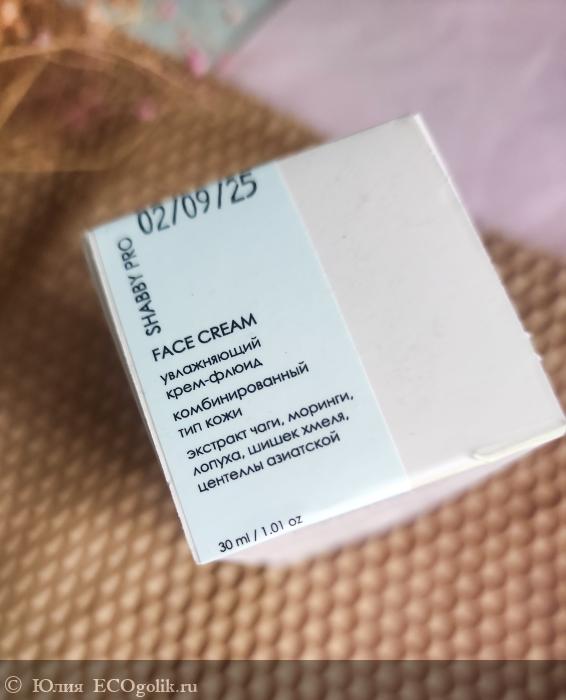 02/09/25
SHABBY PRO
FACE CREAM
увлажняющий
крем-флюид
комбинированный
тип кожи
экстракт чаги, моринги,
лопуха, шишек хмеля,
центеллы азиатской
30 ml / 1.01 oz
© Юлия ECOgolik.ru